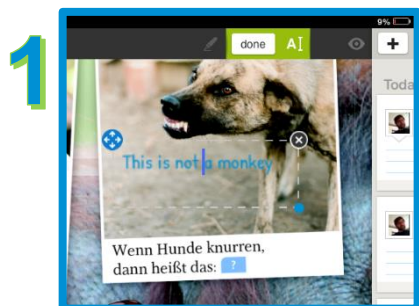 1
9%
done A
+
Toda
This is not a monkey
Wenn Hunde knurren,
dann heißt das: ?